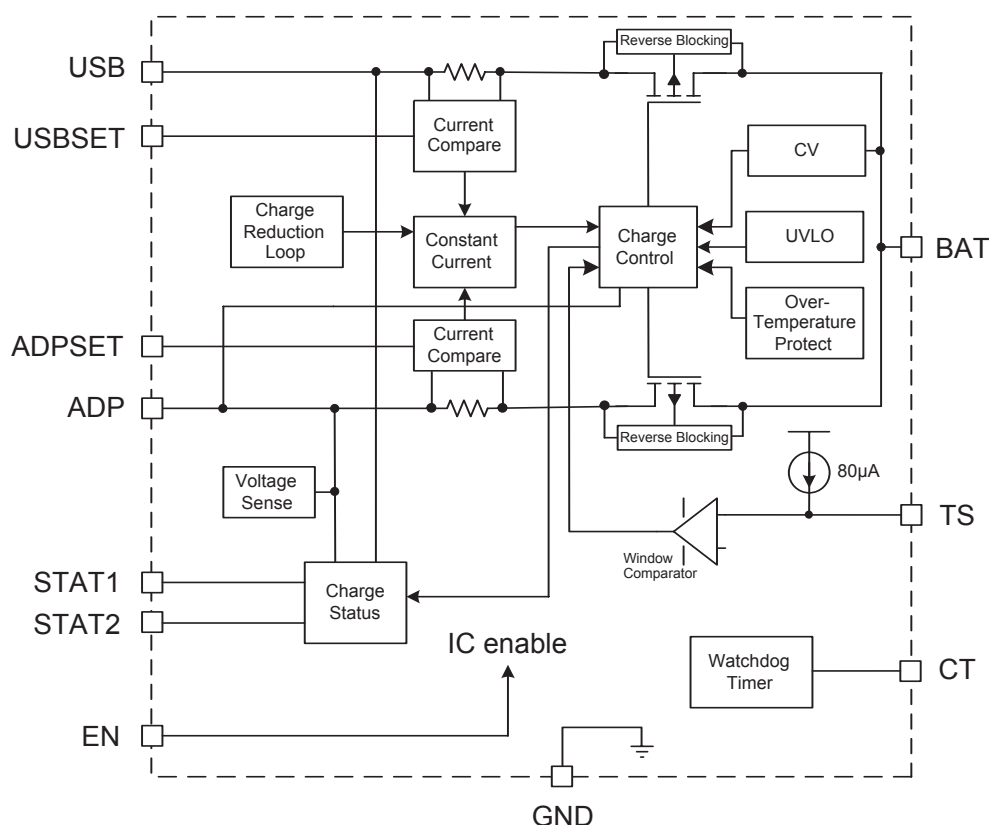 Reverse Blocking
USB
USBSET
Current
Compare
CV
Charge
Reduction
Loop
Constant
Current
Charge
Control
UVLO
BAT
Over-
Temperature
Protect
ADPSET
Current
Compare
ADP
Reverse Blocking
Voltage
Sense
80µA
TS
Window
Comparator
STAT1
STAT2
Charge
Status
IC enable
Watchdog
Timer
CT
EN
GND